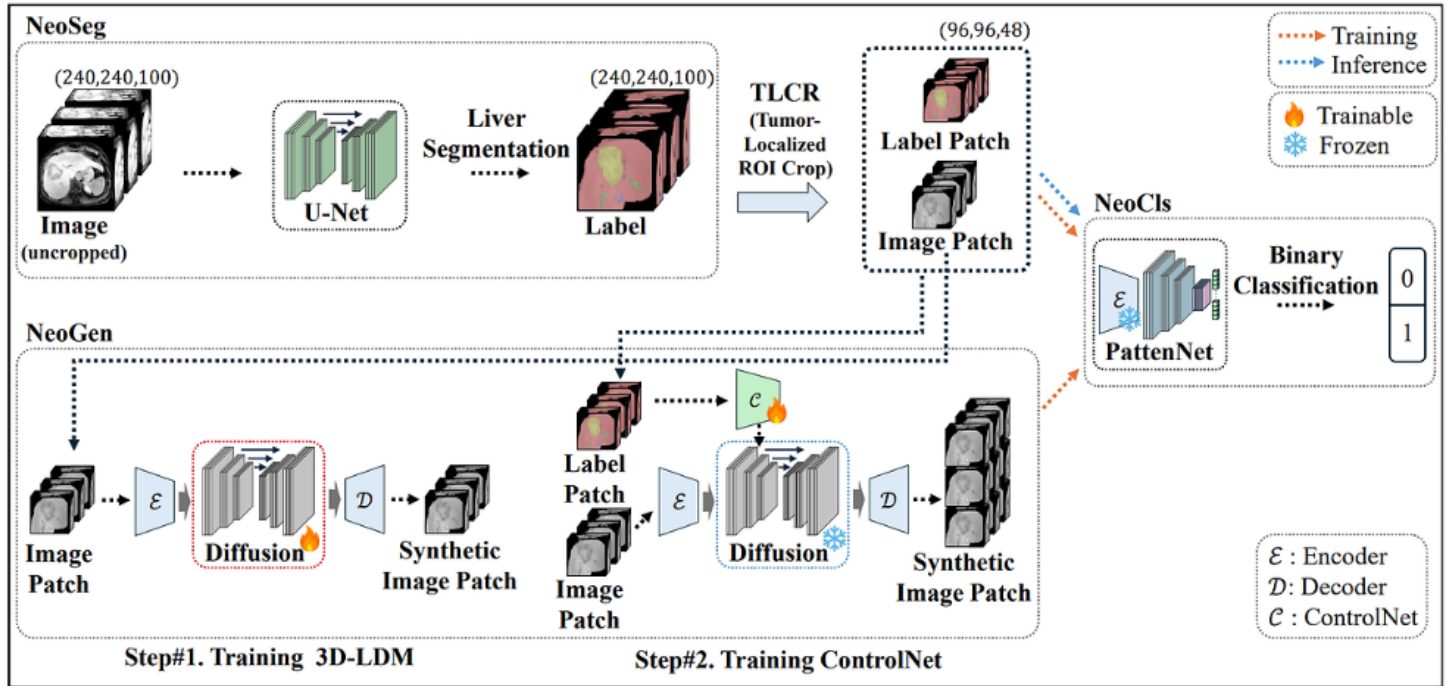 NeoSeg
(240,240,100)
Image
(uncropped)
U-Net
Liver
Segmentation
(240,240,100)
Label
TLCR
(Tumor-
Localized
ROI Crop)
(96,96,48)
Label Patch
Image Patch
Training
Inference
Trainable
Frozen
NeoCls
ℰ
PattenNet
Binary
Classification
0
1
NeoGen
Image
Patch
ℰ
Diffusion
𝒟
Synthetic
Image Patch
Label
Patch
𝒞
Image
Patch
ℰ
Diffusion
𝒟
Synthetic
Image Patch
ℰ : Encoder
𝒟: Decoder
𝒞 : ControlNet
Step#1. Training 3D-LDM
Step#2. Training ControlNet